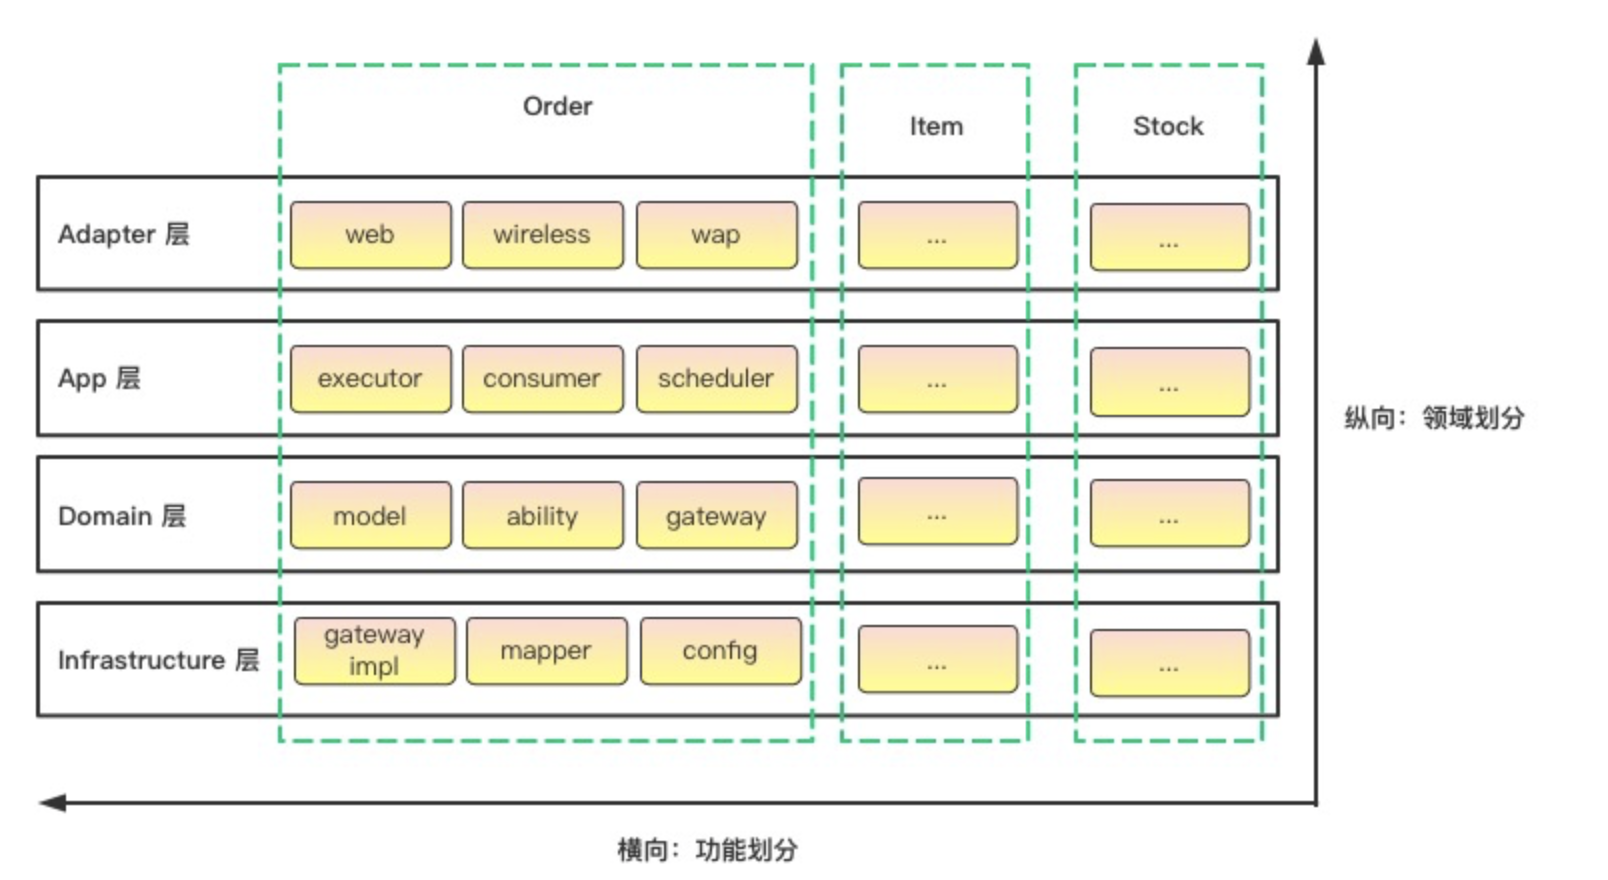 Order
Item
Stock
Adapter 层
web
wireless
wap
...
...
App 层
executor
consumer
scheduler
...
...
Domain 层
model
ability
gateway
...
...
Infrastructure 层
gateway
impl
mapper
config
...
...
纵向：领域划分
横向：功能划分